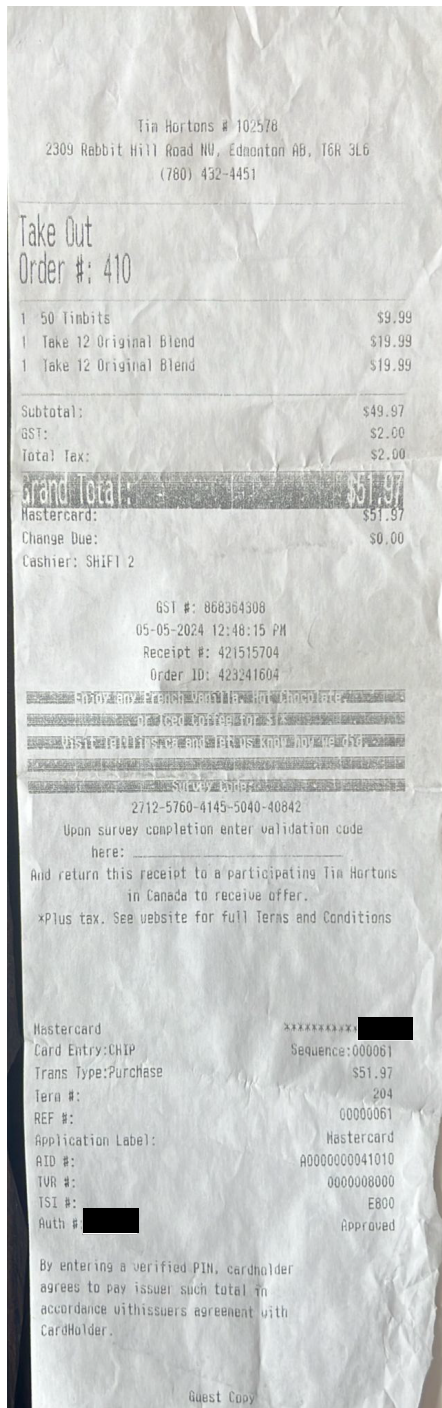 Tim Hortons # 102578
2309 Rabbit Hill Road NW, Edmonton AB, T6R 3L6
(780) 432-4451
Take Out
Order #: 410
1 50 Timbits $9.99
1 Take 12 Original Blend $19.99
1 Take 12 Original Blend $19.99
Subtotal: $49.97
GST: $2.00
Total Tax: $2.00
Grand Total: $51.97
Mastercard: $51.97
Change Due: $0.00
Cashier: SHIFT 2
GST #: 868364308
05-05-2024 12:48:15 PM
Receipt #: 421515704
Order ID: 423241604
Enjoy any French Vanilla, Hot Chocolate,
or Iced Coffee for $1*
Visit TellTims.ca and let us know how we did.
Survey Code:
2712-5760-4145-5040-40842
Upon survey completion enter validation code
here:
And return this receipt to a participating Tim Hortons
in Canada to receive offer.
*Plus tax. See website for full Terms and Conditions
Mastercard ***********
Card Entry:CHIP Sequence:000061
Trans Type:Purchase $51.97
Term #: 204
REF #: 00000061
Application Label: Mastercard
AID #: A0000000041010
TVR #: 0000008000
TSI #: E800
Auth #: Approved
By entering a verified PIN, cardholder
agrees to pay issuer such total in
accordance withissuers agreement with
CardHolder.
Guest Copy